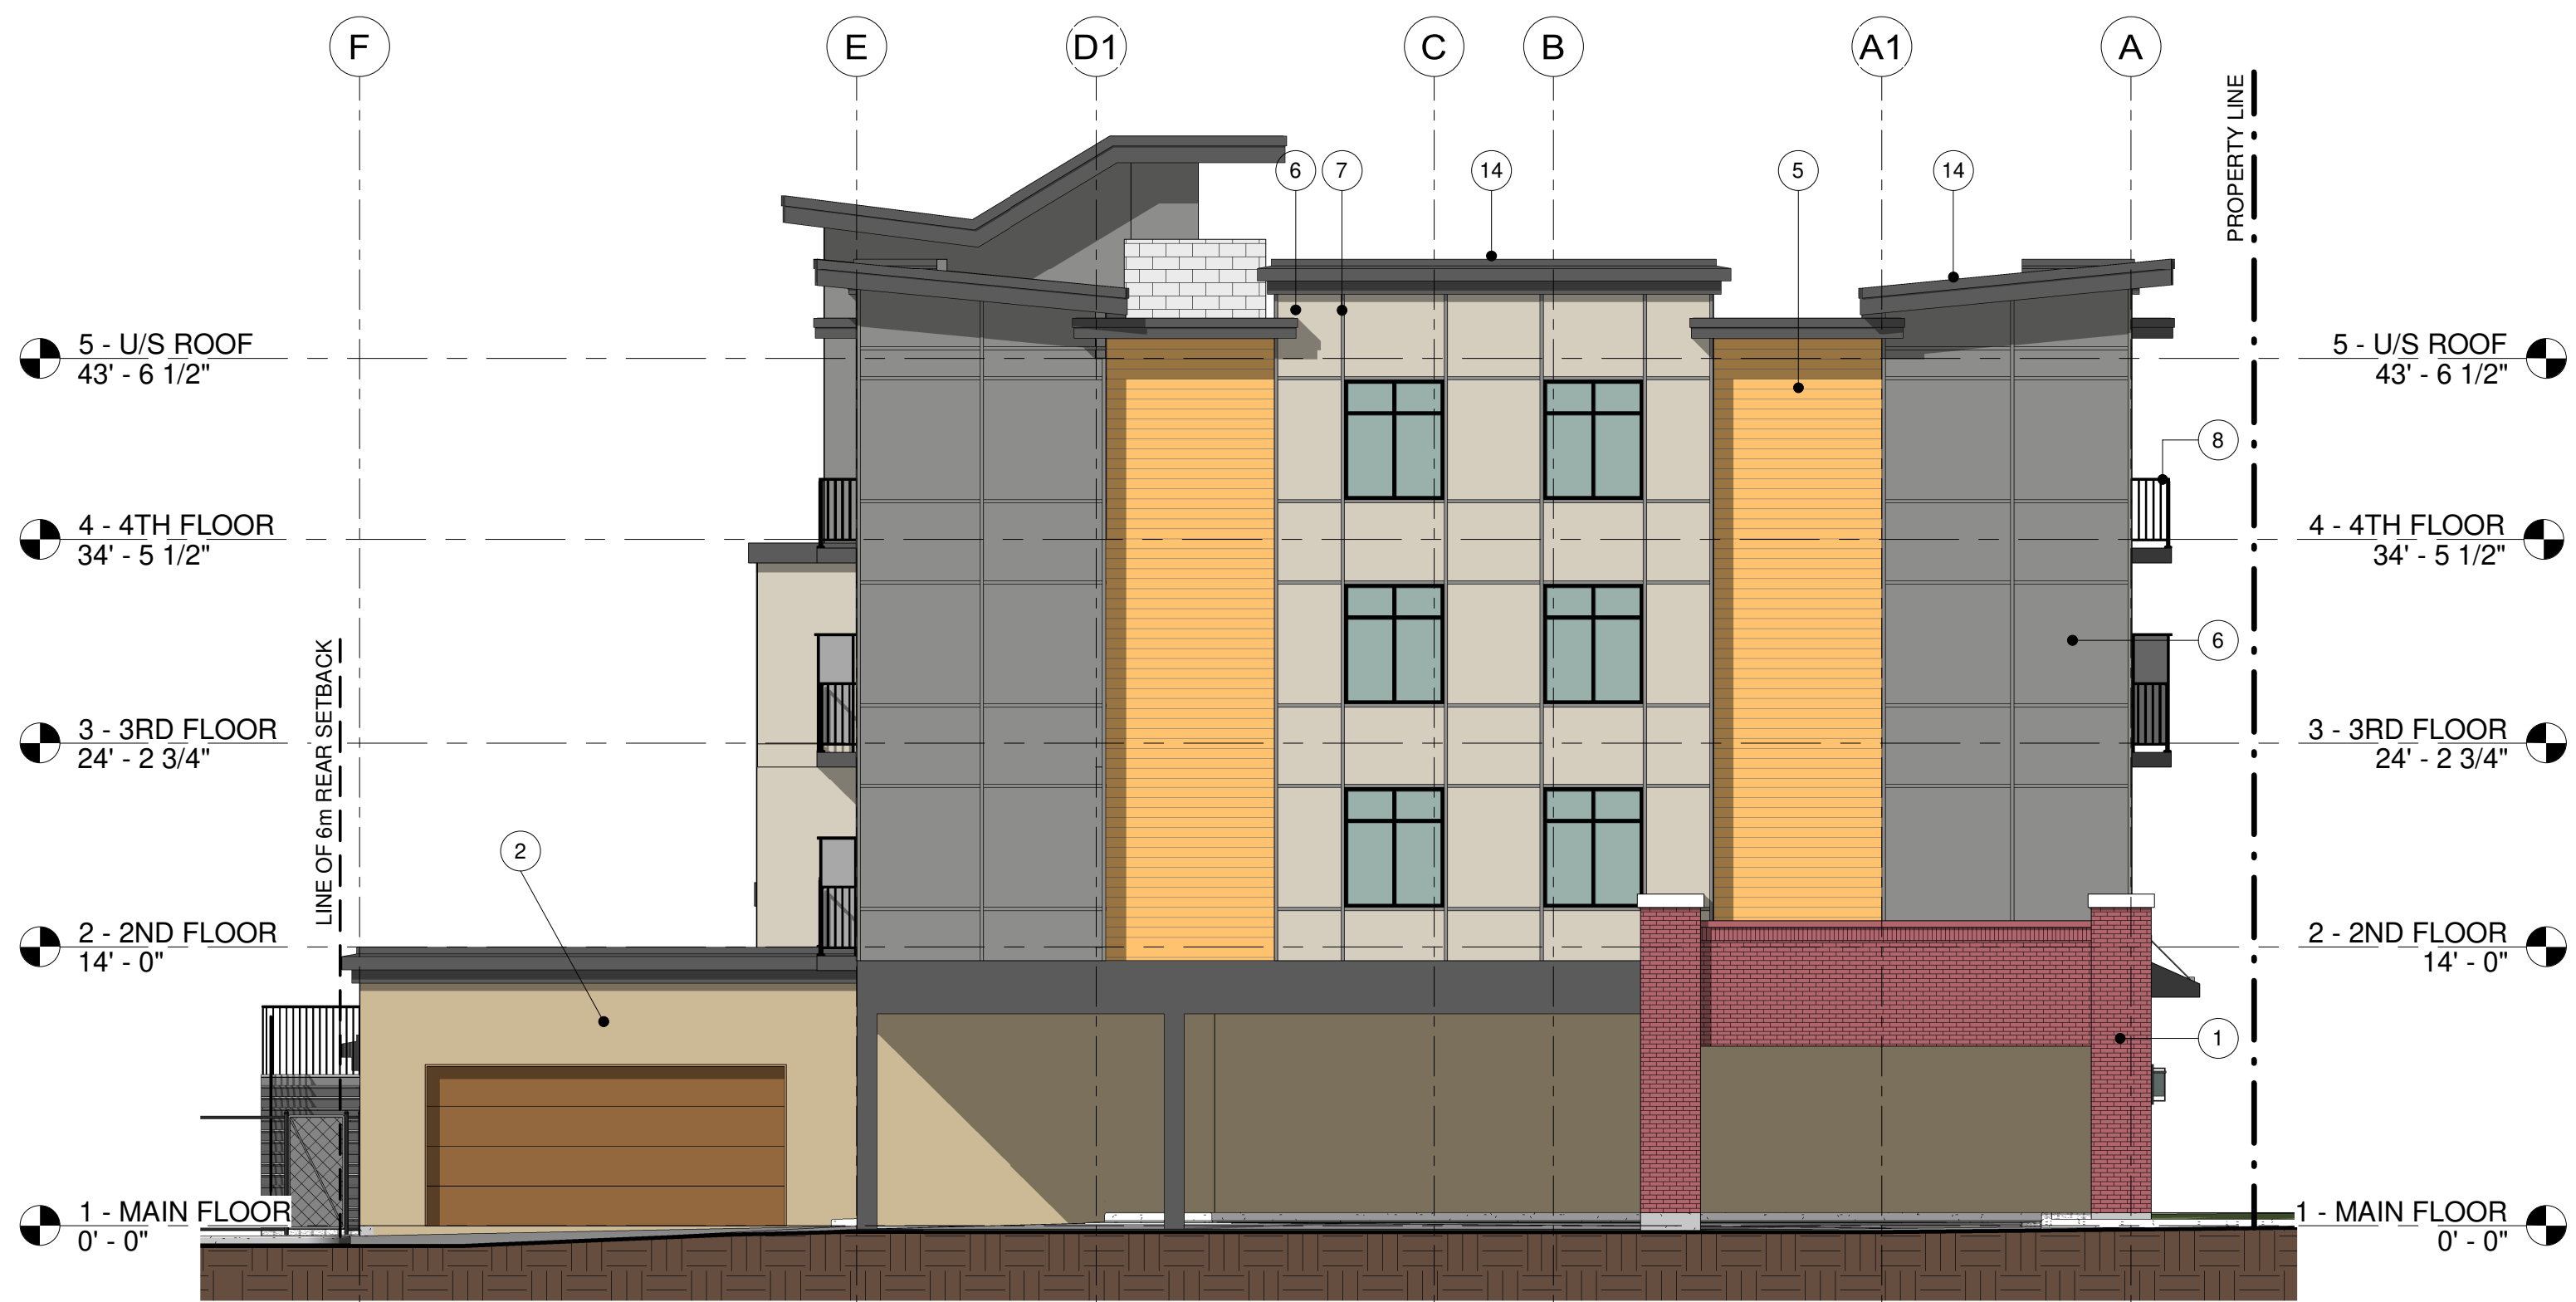 F
E
D1
C
B
A1
A
PROPERTY LINE
6
7
14
5
14
5 - U/S ROOF
43' - 6 1/2"
5 - U/S ROOF
43' - 6 1/2"
8
4 - 4TH FLOOR
34' - 5 1/2"
4 - 4TH FLOOR
34' - 5 1/2"
6
LINE OF 6m REAR SETBACK
3 - 3RD FLOOR
24' - 2 3/4"
3 - 3RD FLOOR
24' - 2 3/4"
2
2 - 2ND FLOOR
14' - 0"
2 - 2ND FLOOR
14' - 0"
1
1 - MAIN FLOOR
0' - 0"
1 - MAIN FLOOR
0' - 0"